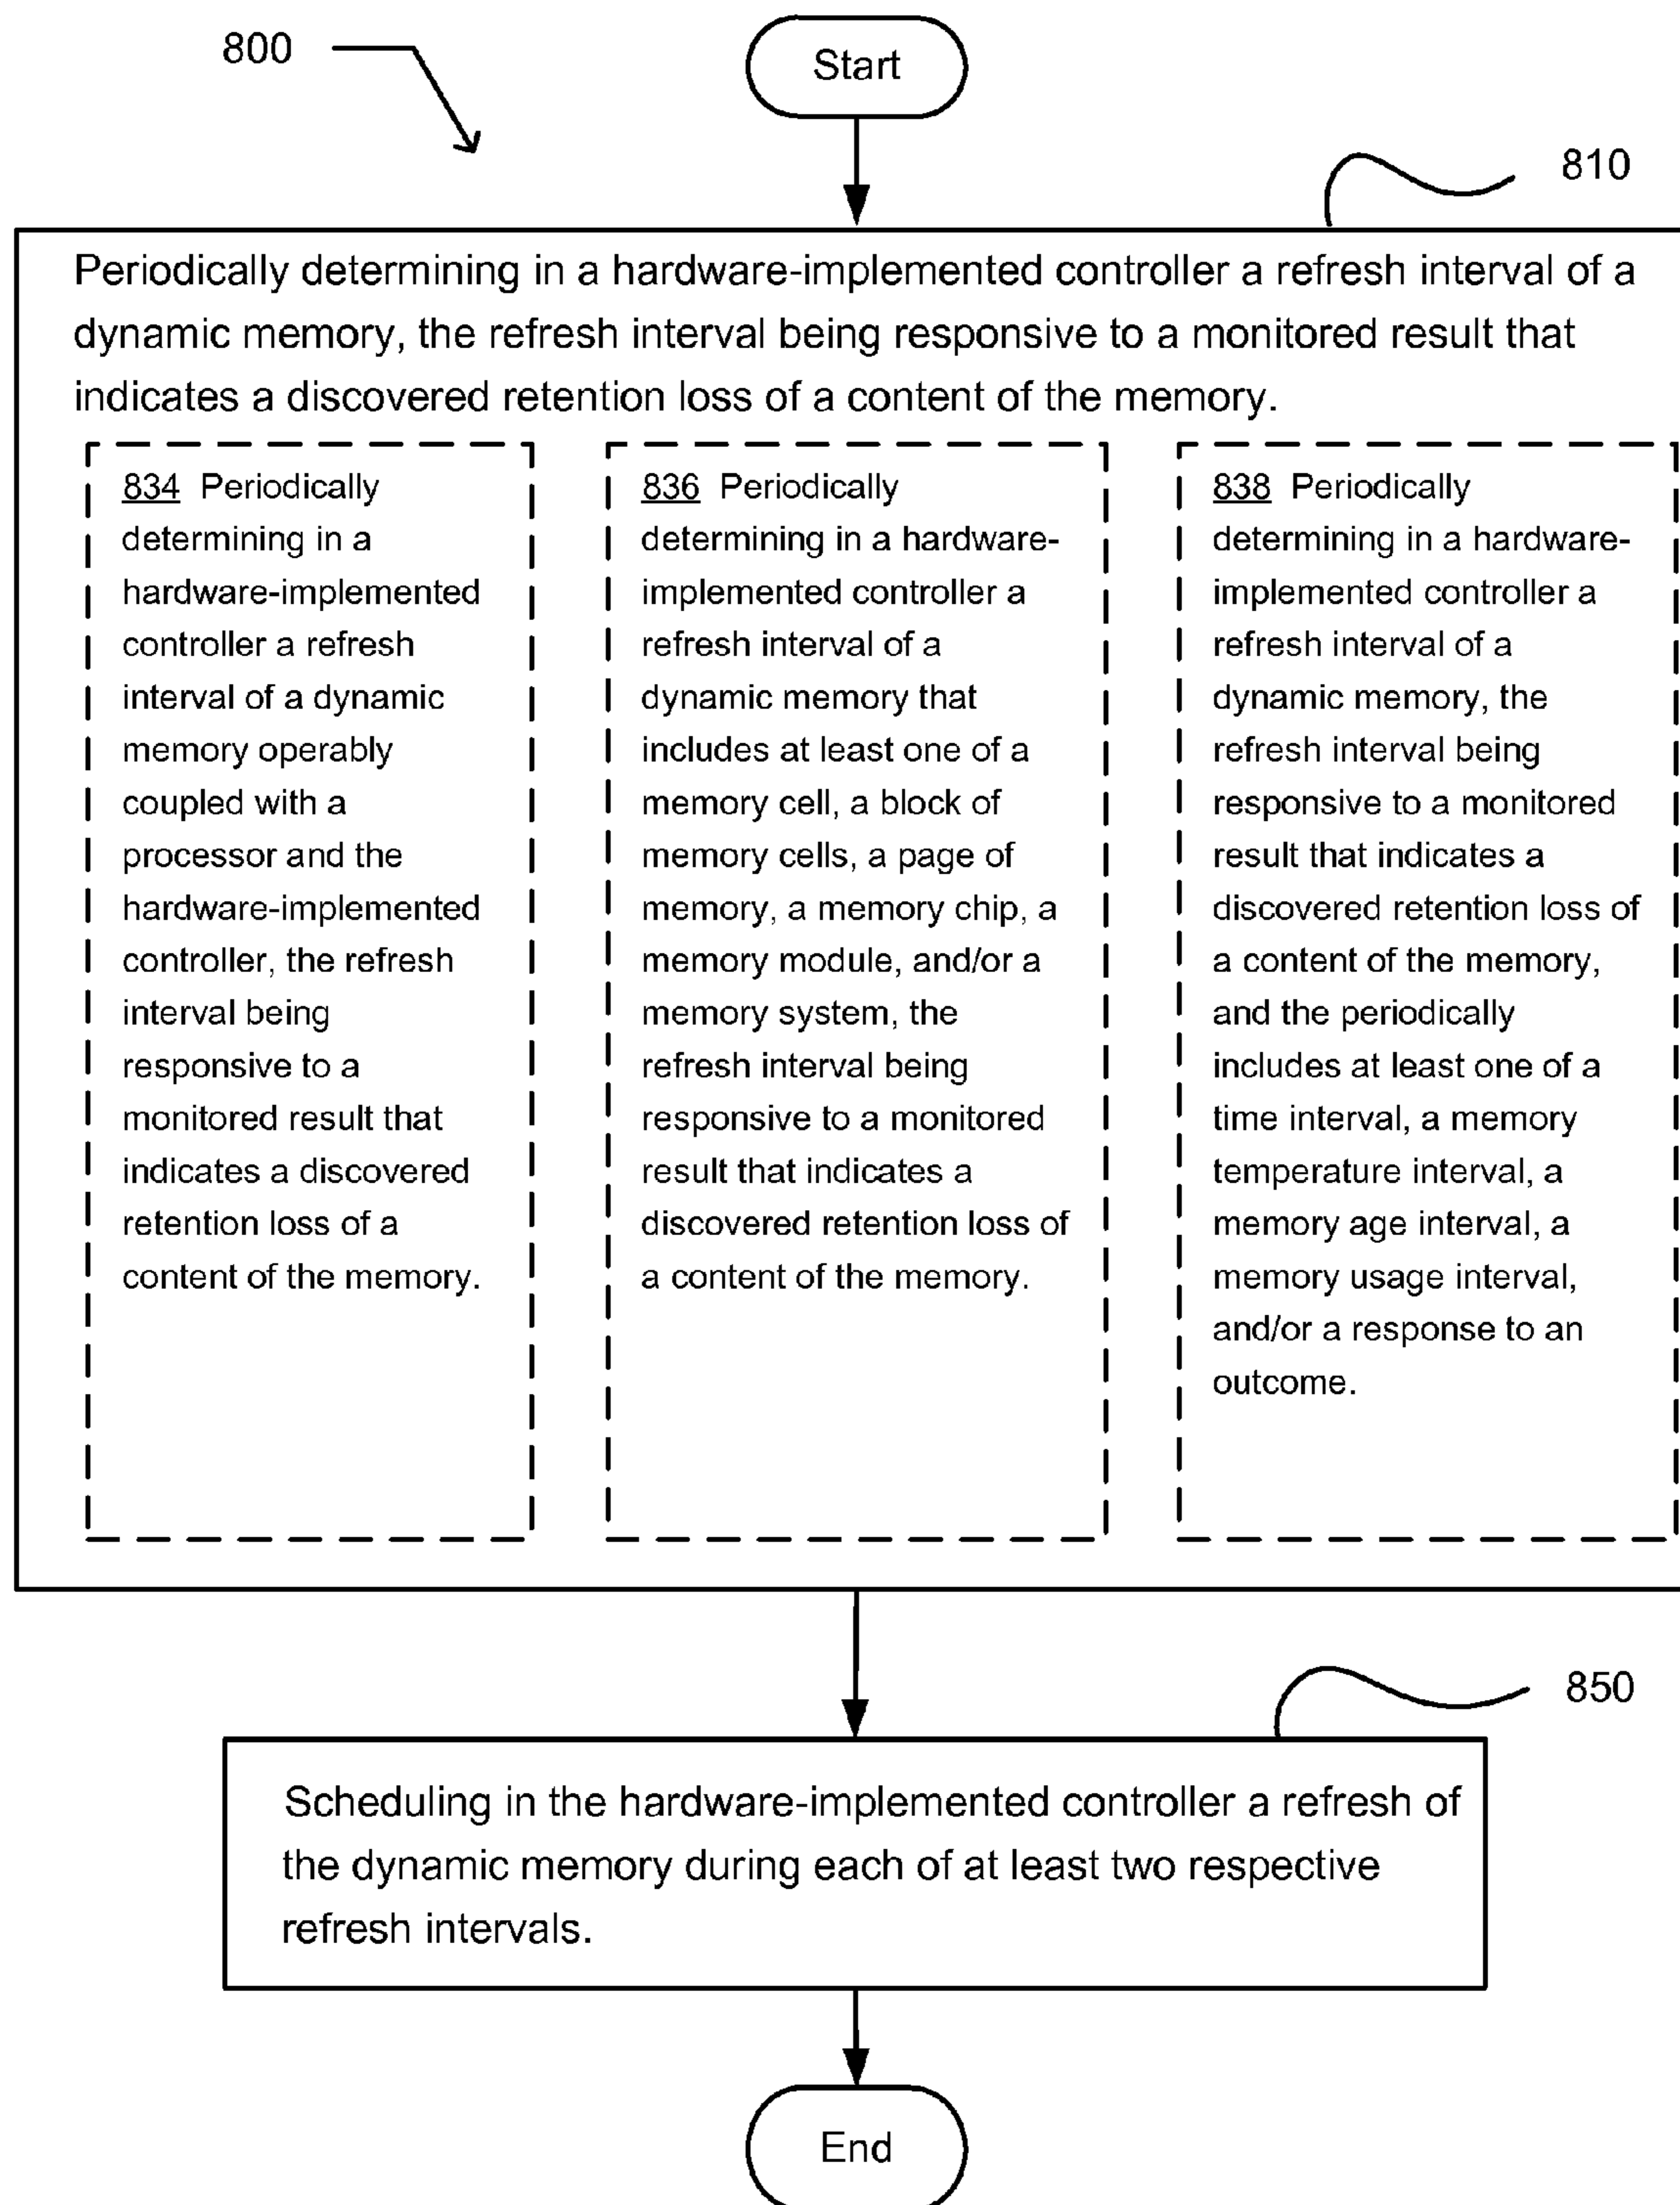 800
Start
810
Periodically determining in a hardware-implemented controller a refresh interval of a
dynamic memory, the refresh interval being responsive to a monitored result that
indicates a discovered retention loss of a content of the memory.
834 Periodically
determining in a
hardware-implemented
controller a refresh
interval of a dynamic
memory operably
coupled with a
processor and the
hardware-implemented
controller, the refresh
interval being
responsive to a
monitored result that
indicates a discovered
retention loss of a
content of the memory.
836 Periodically
determining in a hardware-
implemented controller a
refresh interval of a
dynamic memory that
includes at least one of a
memory cell, a block of
memory cells, a page of
memory, a memory chip, a
memory module, and/or a
memory system, the
refresh interval being
responsive to a monitored
result that indicates a
discovered retention loss of
a content of the memory.
838 Periodically
determining in a hardware-
implemented controller a
refresh interval of a
dynamic memory, the
refresh interval being
responsive to a monitored
result that indicates a
discovered retention loss of
a content of the memory,
and the periodically
includes at least one of a
time interval, a memory
temperature interval, a
memory age interval, a
memory usage interval,
and/or a response to an
outcome.
850
Scheduling in the hardware-implemented controller a refresh of
the dynamic memory during each of at least two respective
refresh intervals.
End